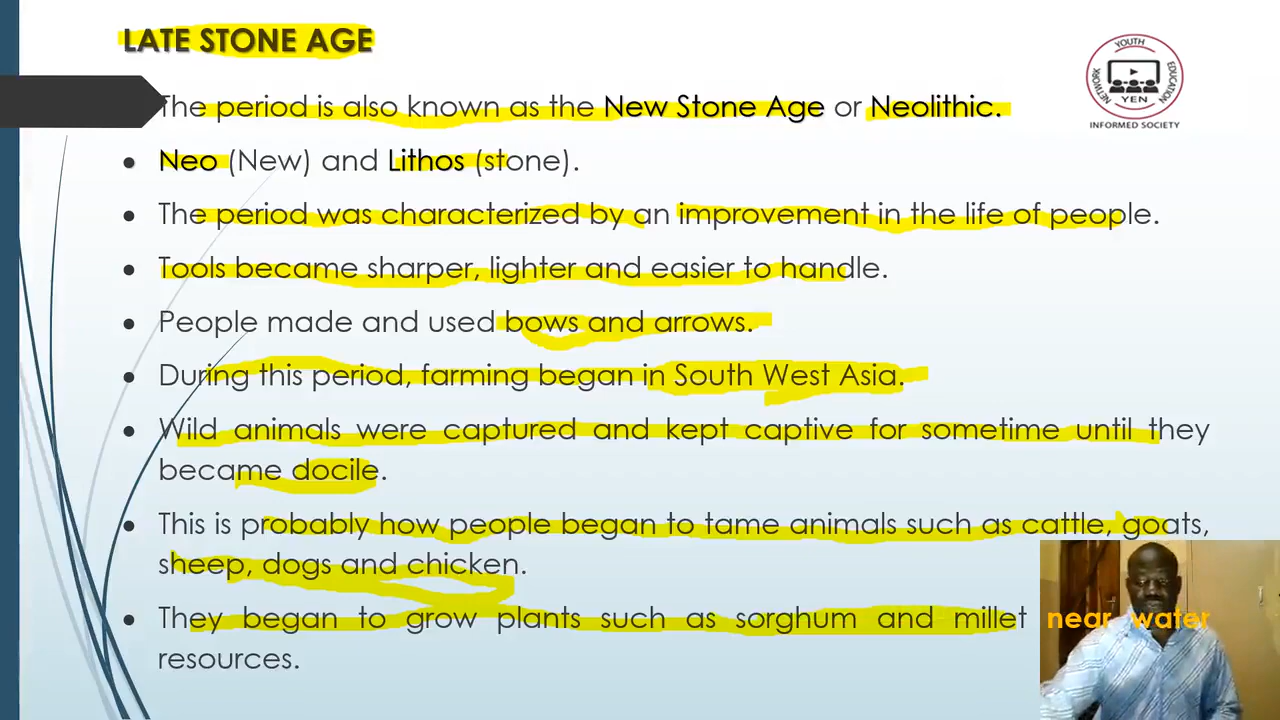 LATE STONE AGE
The period is also known as the New Stone Age or Neolithic.
• Neo (New) and Lithos (stone).
• The period was characterized by an improvement in the life of people.
• Tools became sharper, lighter and easier to handle.
• People made and used bows and arrows.
• During this period, farming began in South West Asia.
• Wild animals were captured and kept captive for sometime until they
became docile.
• This is probably how people began to tame animals such as cattle, goats,
sheep, dogs and chicken.
• They began to grow plants such as sorghum and millet near water
resources.
YOUTH
EDUCATION
NETWORK
YEN
INFORMED SOCIETY